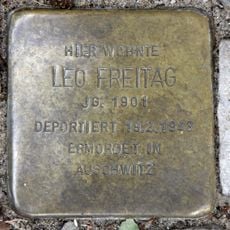 HIER WOHNTE
LEO FREITAG
JG. 1901
DEPORTIERT
ERMORDET IN
AUSCHWITZ